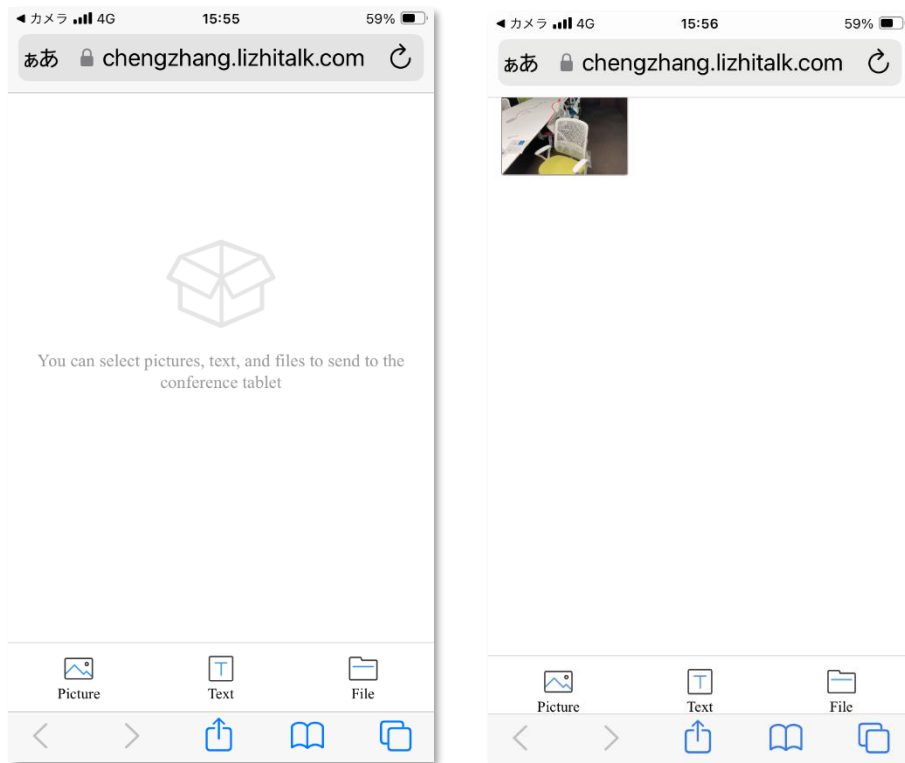 カメラ 4G 15:55 59%
ぁあ chengzhang.lizhitalk.com
You can select pictures, text, and files to send to the
conference tablet
Picture Text File
カメラ 4G 15:56 59%
ぁあ chengzhang.lizhitalk.com
Picture Text File